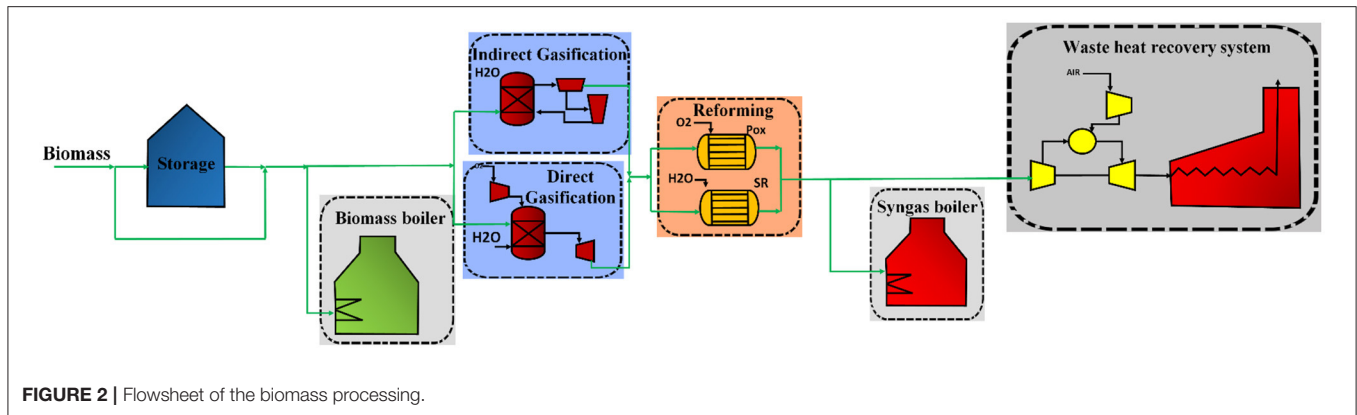 Biomass
Storage
Biomass boiler
Indirect Gasification
H2O
Direct
Gasification
H2O
Reforming
O2
Pox
H2O
SR
Syngas boiler
Waste heat recovery system
AIR
FIGURE 2 | Flowsheet of the biomass processing.